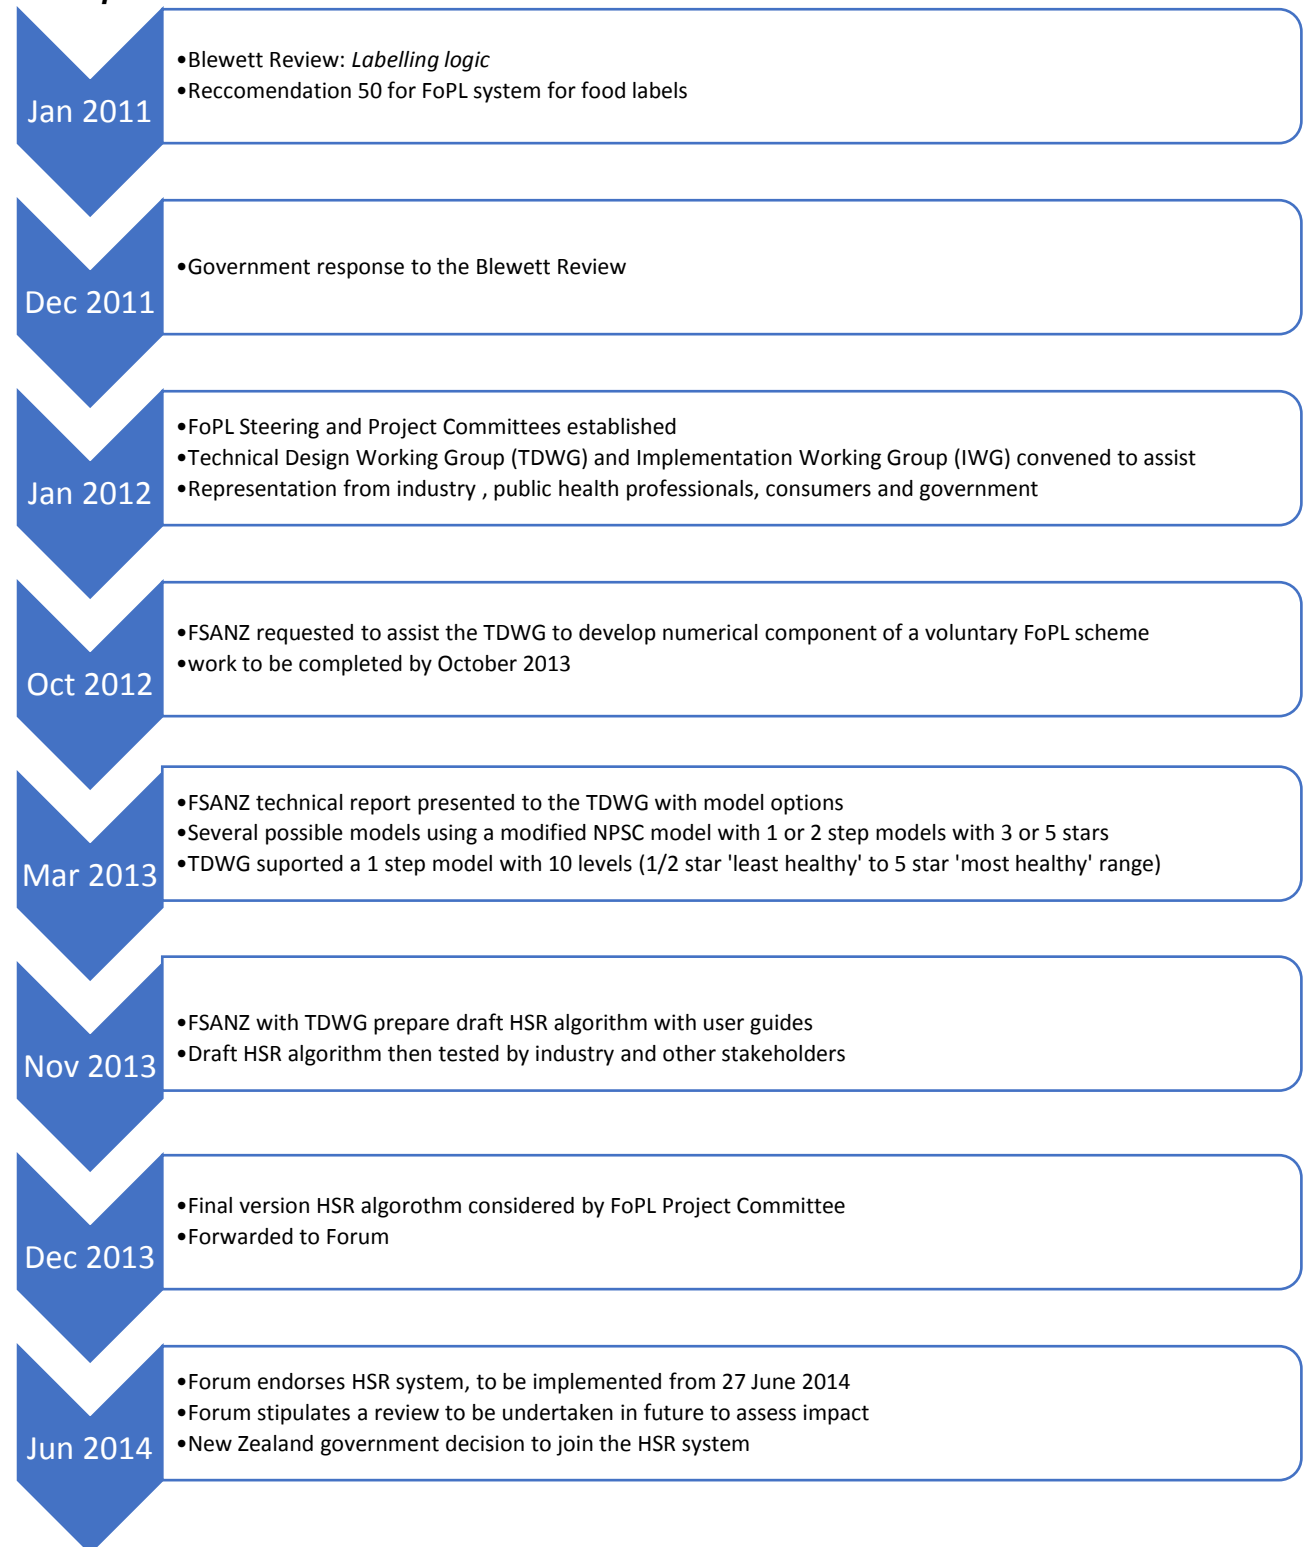 Jan 2011
•Blewett Review: Labelling logic
•Reccomendation 50 for FoPL system for food labels
Dec 2011
•Government response to the Blewett Review
Jan 2012
•FoPL Steering and Project Committees established
•Technical Design Working Group (TDWG) and Implementation Working Group (IWG) convened to assist
•Representation from industry , public health professionals, consumers and government
Oct 2012
•FSANZ requested to assist the TDWG to develop numerical component of a voluntary FoPL scheme
•work to be completed by October 2013
Mar 2013
•FSANZ technical report presented to the TDWG with model options
•Several possible models using a modified NPSC model with 1 or 2 step models with 3 or 5 stars
•TDWG suported a 1 step model with 10 levels (1/2 star 'least healthy' to 5 star 'most healthy' range)
Nov 2013
•FSANZ with TDWG prepare draft HSR algorithm with user guides
•Draft HSR algorithm then tested by industry and other stakeholders
Dec 2013
•Final version HSR algorothm considered by FoPL Project Committee
•Forwarded to Forum
Jun 2014
•Forum endorses HSR system, to be implemented from 27 June 2014
•Forum stipulates a review to be undertaken in future to assess impact
•New Zealand government decision to join the HSR system